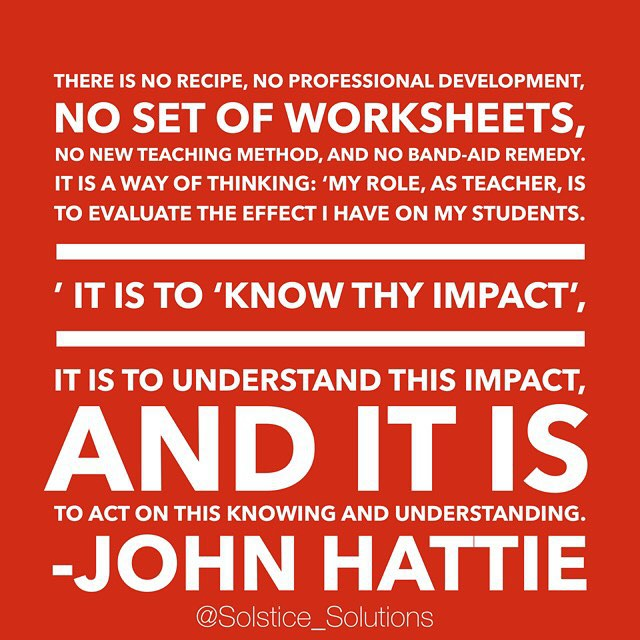 THERE IS NO RECIPE, NO PROFESSIONAL DEVELOPMENT,
NO SET OF WORKSHEETS,
NO NEW TEACHING METHOD, AND NO BAND-AID REMEDY.
IT IS A WAY OF THINKING: ‘MY ROLE, AS TEACHER, IS
TO EVALUATE THE EFFECT I HAVE ON MY STUDENTS.
’ IT IS TO ‘KNOW THY IMPACT’,
IT IS TO UNDERSTAND THIS IMPACT,
AND IT IS
TO ACT ON THIS KNOWING AND UNDERSTANDING.
-JOHN HATTIE
@Solstice_Solutions